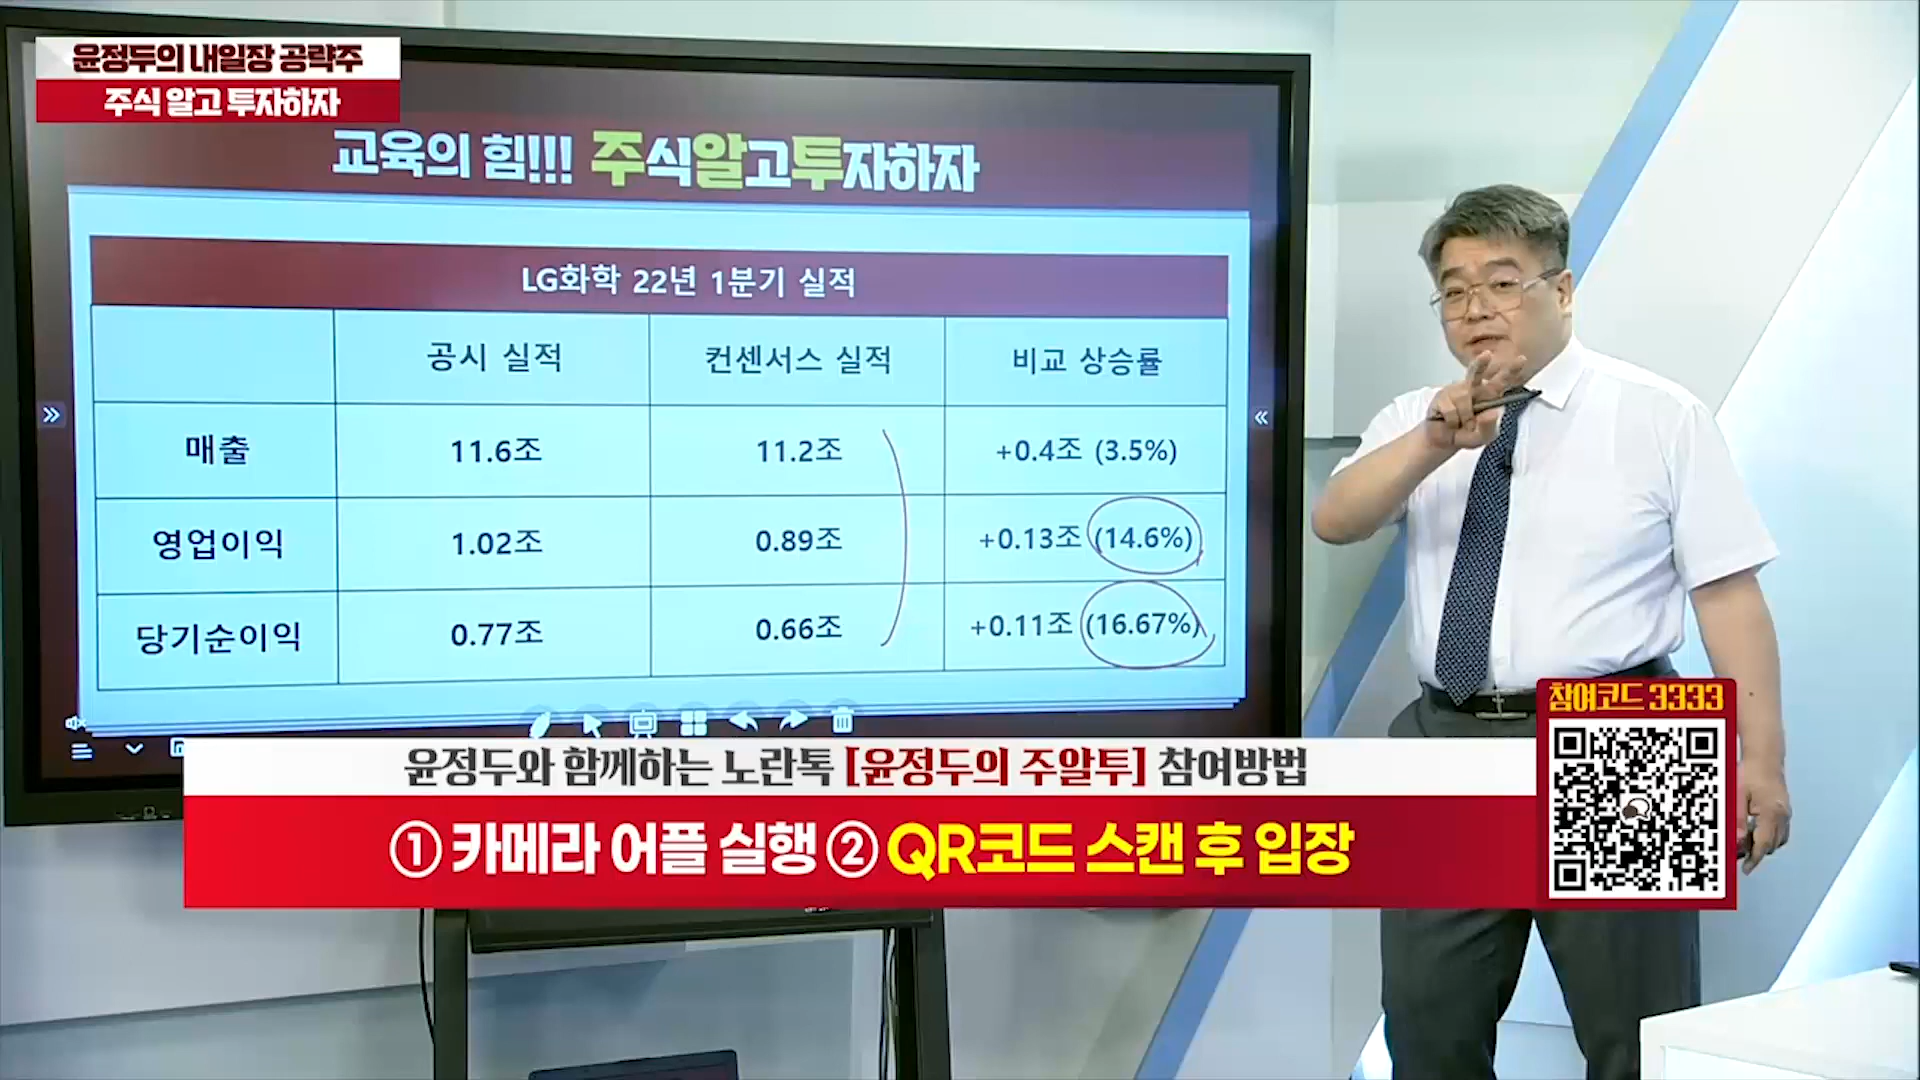 윤정두의 내일장 공략주
주식 알고 투자하자
교육의 힘!!! 주식알고투자하자
LG화학 22년 1분기 실적
공시 실적 컨센서스 실적 비교 상승률
매출 11.6조 11.2조 +0.4조 (3.5%)
영업이익 1.02조 0.89조 +0.13조 (14.6%)
당기순이익 0.77조 0.66조 +0.11조 (16.67%)
참여코드 3333
윤정두와 함께하는 노란톡 [윤정두의 주알투] 참여방법
① 카메라 어플 실행 ② QR코드 스캔 후 입장